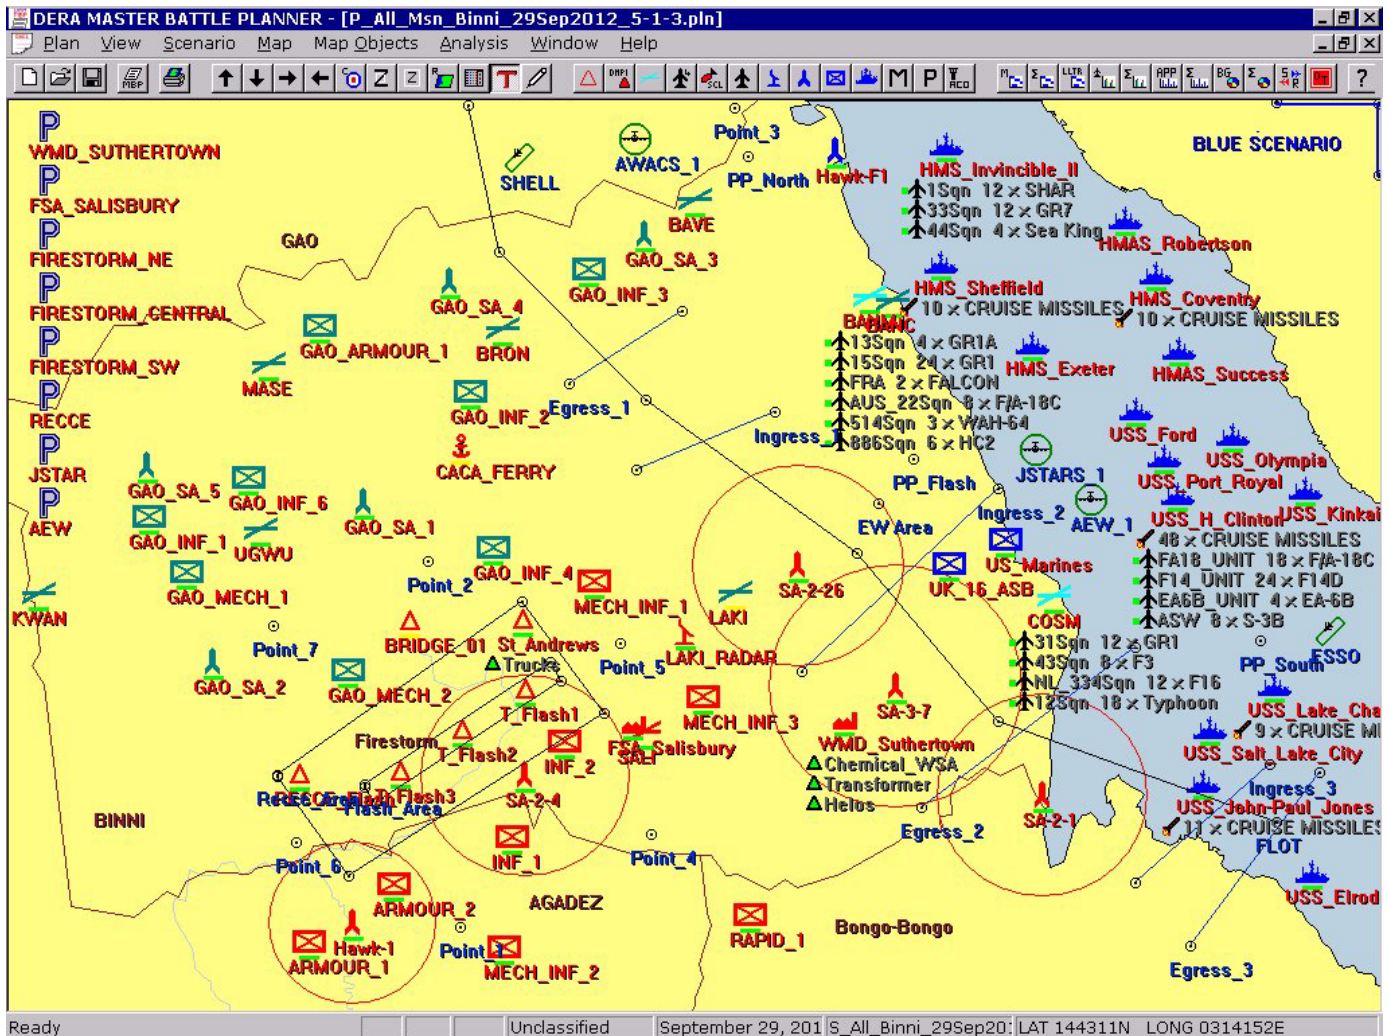 DERA MASTER BATTLE PLANNER - [P_All_Msn_Binni_29Sep2012_5-1-3.pln]
Plan View Scenario Map Map Objects Analysis Window Help
WMD_SUTHERTOWN
FSA_SALISBURY
FIRESTORM_NE
FIRESTORM_CENTRAL
FIRESTORM_SW
RECCE
JSTAR
AEW
SHELL
AWACS_1
Point_3
PP_North
Hawk-F1
BLUE SCENARIO
HMS_Invincible_II
1Sqn 12 x SHAR
33Sqn 12 x GR7
44Sqn 4 x Sea King
HMAS_Robertson
GAO
BAVE
GAO_SA_3
GAO_INF_3
GAO_SA_4
GAO_ARMOUR_1
BRON
MASE
GAO_INF_2
Egress_1
CACA_FERRY
HMS_Sheffield
10 x CRUISE MISSILES
HMS_Coventry
10 x CRUISE MISSILES
BANC
13Sqn 4 x GR1A
15Sqn 24 x GR1
FRA 2 x FALCON
AUS_22Sqn 8 x F/A-18C
514Sqn 3 x WAH-64
886Sqn 6 x HC2
HMS_Exeter
HMAS_Success
Ingress_1
PP_Flash
USS_Ford
USS_Olympia
JSTARS_1
USS_Port_Royal
AEW_1
USS_H_Clinton
USS_Kinkai
48 x CRUISE MISSILES
FA18_UNIT 18 x F/A-18C
F14_UNIT 24 x F14D
EA6B_UNIT 4 x EA-6B
ASW 8 x S-3B
GAO_SA_5
GAO_INF_6
GAO_INF_1
UGWU
GAO_SA_1
GAO_MECH_1
KWAN
Point_2
GAO_INF_4
MECH_INF_1
EW Area
Ingress_2
SA-2-26
LAKI
US_Marines
UK_16_ASB
COSM
31Sqn 12 x GR1
43Sqn 8 x F3
NL_334Sqn 12 x F16
12Sqn 18 x Typhoon
PP_South
ESSO
Point_7
BRIDGE_01
St_Andrews
Trucks
Point_5
LAKI_RADAR
GAO_SA_2
GAO_MECH_2
T_Flash1
MECH_INF_3
SA-3-7
Firestorm
T_Flash2
INF_2
FSA_Salisbury
SALI
WMD_Suthertown
Chemical_WSA
Transformer
Helos
T_Flash3
Flash_Area
SA-2-4
BINNI
INF_1
Point_6
Point_4
Egress_2
SA-2-1
USS_Lake_Cha
9 x CRUISE MI
USS_Salt_Lake_City
Ingress_3
USS_John-Paul_Jones
11 x CRUISE MISSILES
FLOT
USS_Elrod
ARMOUR_2
AGADEZ
Hawk-1
ARMOUR_1
Point_1
MECH_INF_2
RAPID_1
Bongo-Bongo
Egress_3
Ready Unclassified September 29, 201 S_All_Binni_29Sep20 LAT 144311N LONG 0314152E